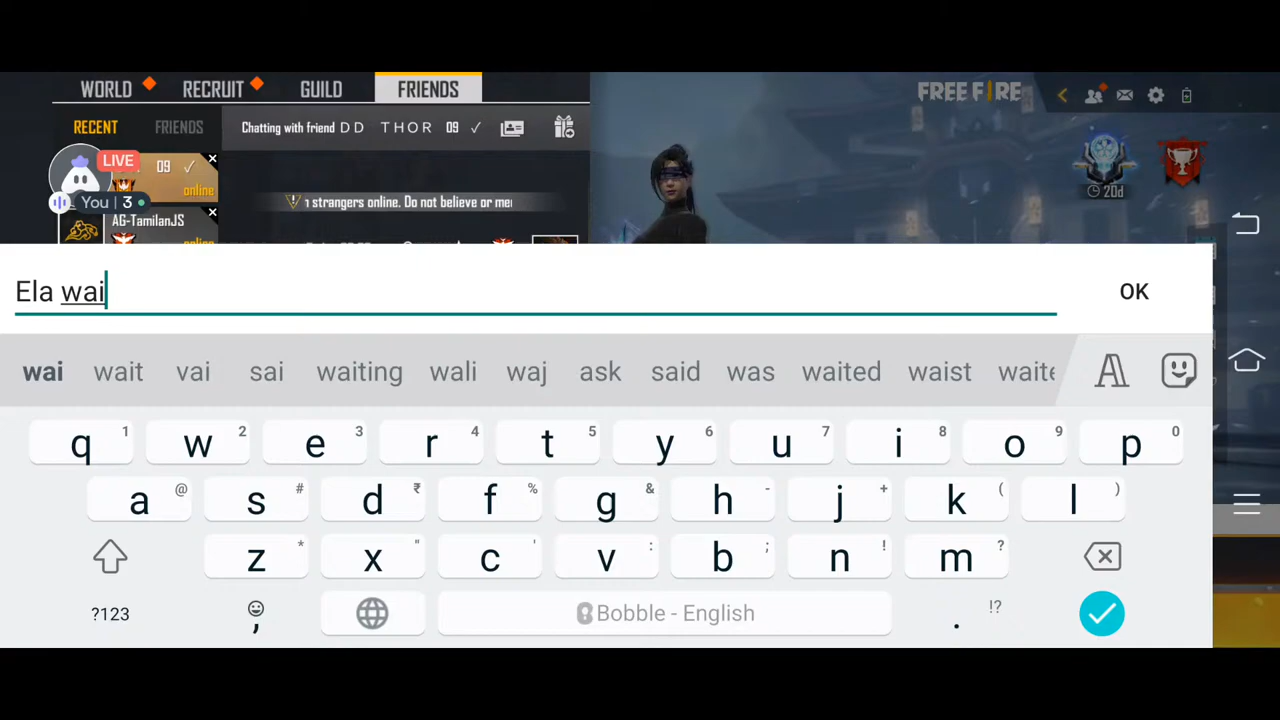 WORLD RECRUIT GUILD FRIENDS
FREE FIRE
RECENT FRIENDS
Chatting with friend D D T H O R 09 ✓
LIVE
09 ✓
online
You | 3
20d
strangers online. Do not believe or
AG-TamilanJS
Ela wai
OK
wai wait vai sai waiting wali waj ask said was waited waist waite
q 1 w 2 e 3 r 4 t 5 y 6 u 7 i 8 o 9 p 0
a @ s # d ₹ f % g & h - j + k ( l )
z * x " c ' v : b ; n ! m ?
?123 , Bobble - English . !?